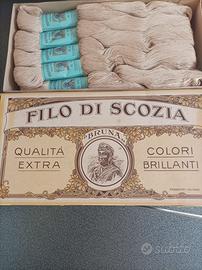 FILO DI SCOZIA
"BRUNA"
QUALITÀ
EXTRA
COLORI
BRILLANTI
subito